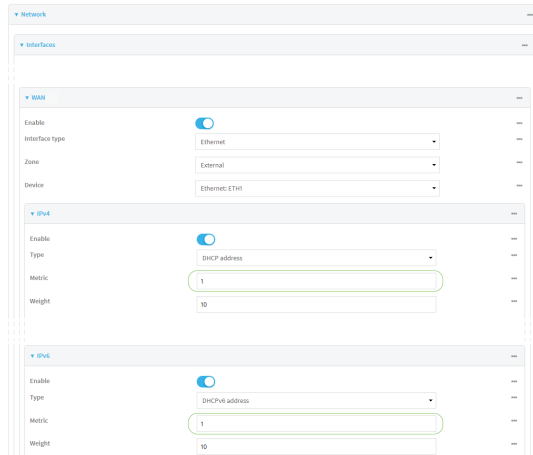 Network
Interfaces
WAN
Enable
Interface type Ethernet
Zone External
Device Ethernet: ETH1
IPv4
Enable
Type DHCP address
Metric 1
Weight 10
IPv6
Enable
Type DHCPv6 address
Metric 1
Weight 10